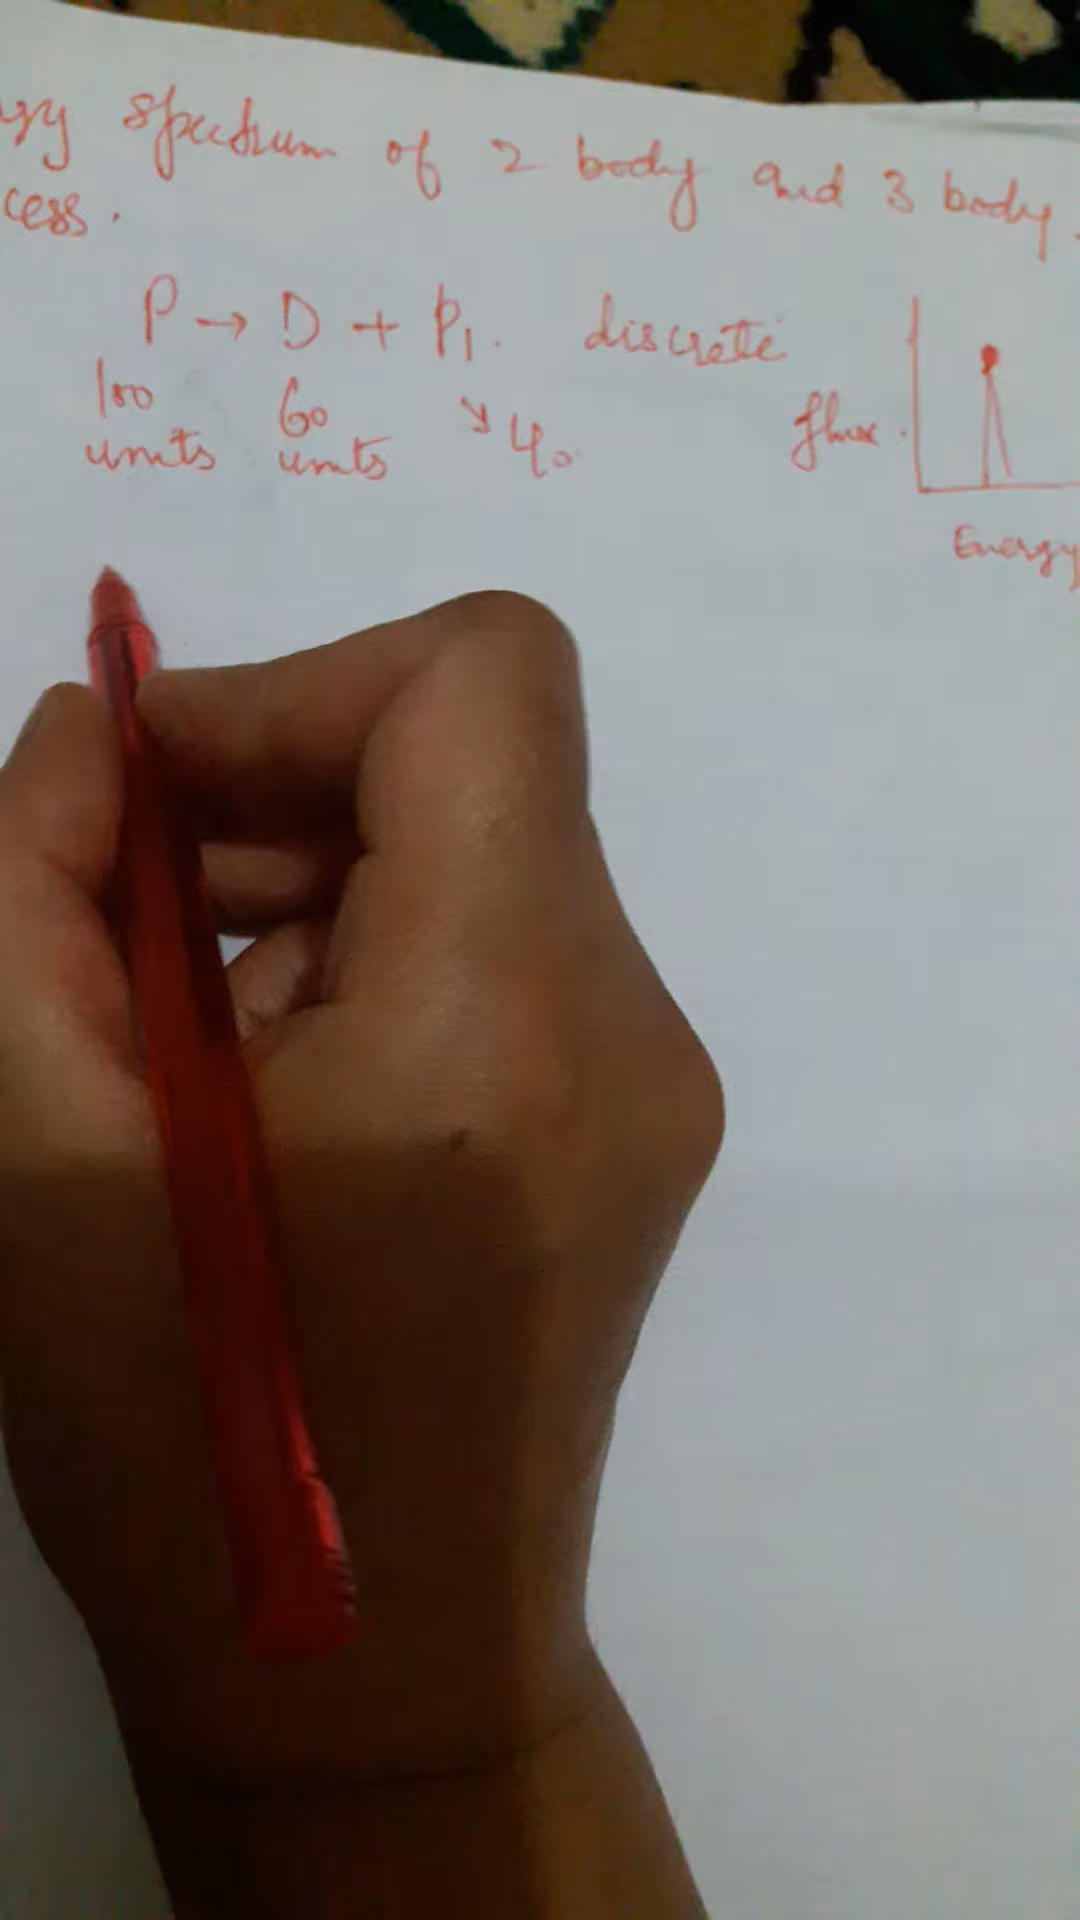 spectrum of 2 body and 3 body.
cess.
P → D + P1. discrete
100 60 ↘ 40
units units
flux.
Energy